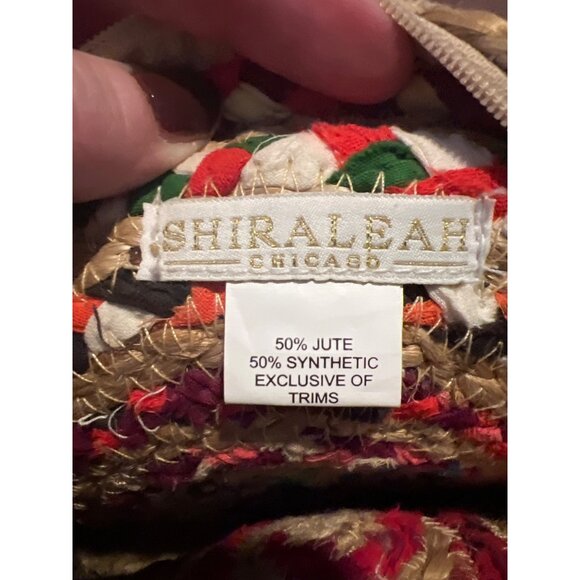 SHIRALEAH
CHICAGO
50% JUTE
50% SYNTHETIC
EXCLUSIVE OF
TRIMS